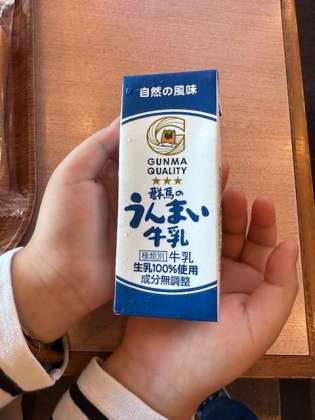 自然の風味
GUNMA
QUALITY
★★★
群馬の
うんまい
牛乳
種類別 牛乳
生乳100%使用
成分無調整